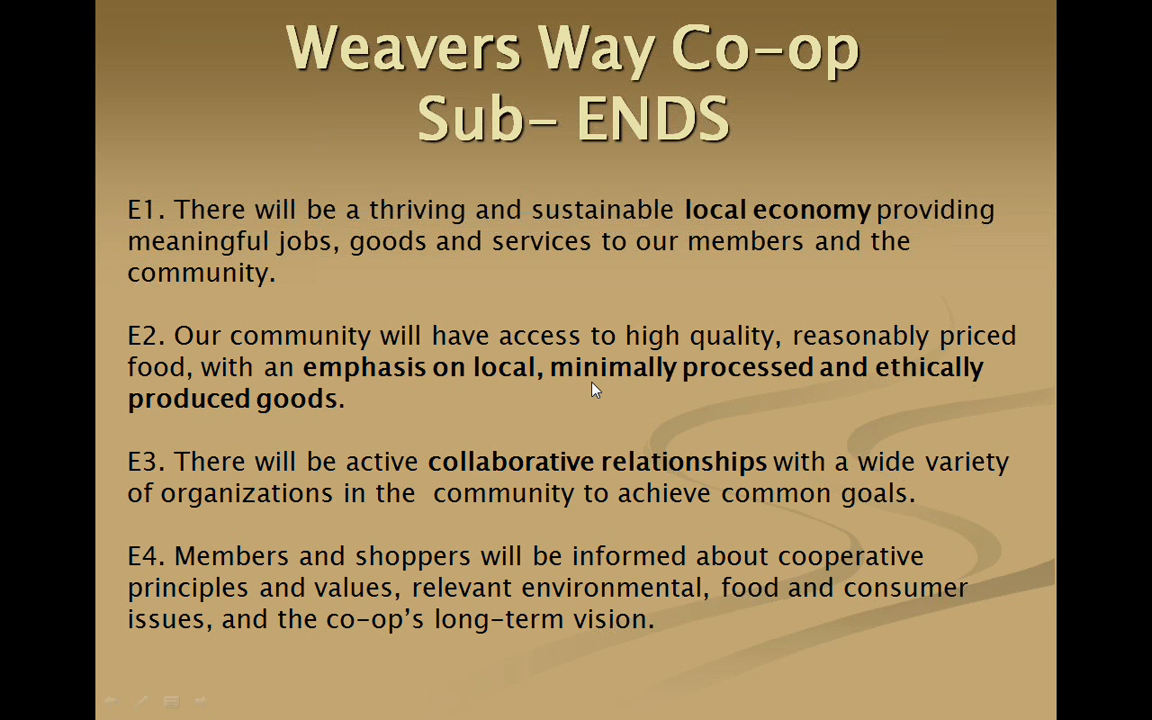 Weavers Way Co-op
Sub- ENDS
E1. There will be a thriving and sustainable local economy providing
meaningful jobs, goods and services to our members and the
community.
E2. Our community will have access to high quality, reasonably priced
food, with an emphasis on local, minimally processed and ethically
produced goods.
E3. There will be active collaborative relationships with a wide variety
of organizations in the  community to achieve common goals.
E4. Members and shoppers will be informed about cooperative
principles and values, relevant environmental, food and consumer
issues, and the co-op’s long-term vision.